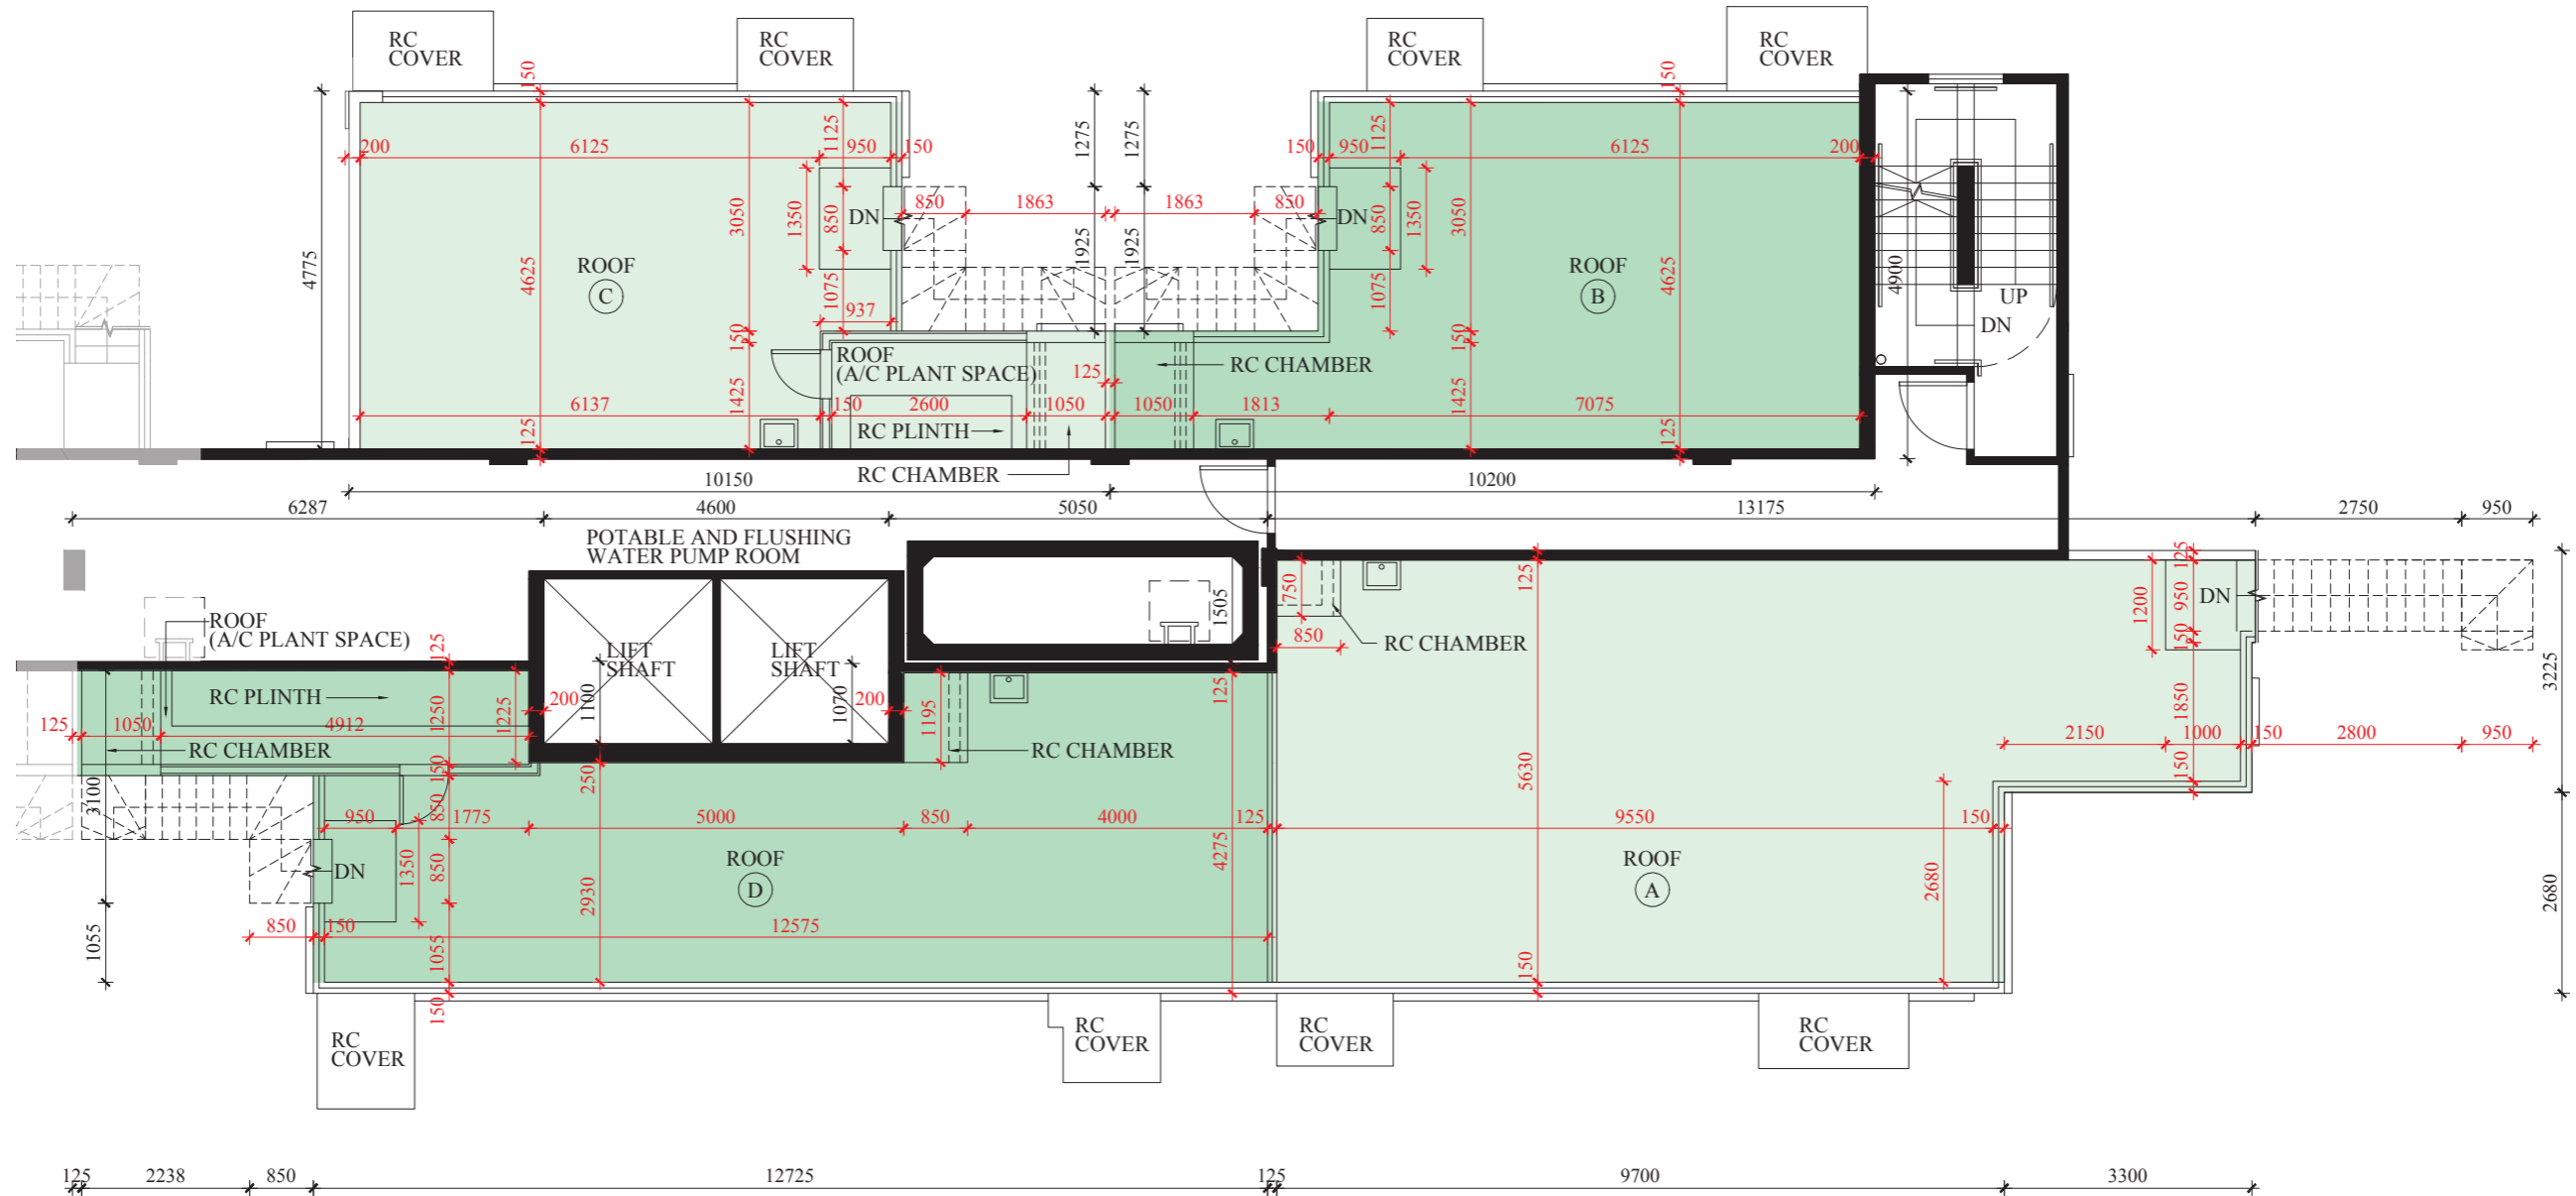 RC
COVER
RC
COVER
RC
COVER
RC
COVER
150
150
1275
1275
1125
1125
200
6125
950
150
150
950
6125
200
850
1863
1863
850
DN
DN
1350
850
3050
1925
1925
850
1350
3050
4775
4625
1075
ROOF
C
ROOF
B
1075
4625
4900
UP
DN
937
150
ROOF
(A/C PLANT SPACE)
125
RC CHAMBER
150
1425
1425
6137
150
2600
1050
1050
1813
7075
125
RC PLINTH
125
RC CHAMBER
10150
10200
6287
4600
5050
13175
2750
950
POTABLE AND FLUSHING
WATER PUMP ROOM
125
125
750
1200
950
DN
1505
ROOF
(A/C PLANT SPACE)
850
RC CHAMBER
150
125
LIFT
SHAFT
LIFT
SHAFT
3225
RC PLINTH
200
1100
1070
200
125
1850
125
1050
4912
1250
1225
1195
2150
1000
150
2800
950
RC CHAMBER
RC CHAMBER
5630
150
250
150
3100
850
950
1775
5000
850
4000
125
9550
150
ROOF
D
ROOF
A
DN
1350
850
2930
4275
2680
2680
850
150
12575
1055
1055
150
150
RC
COVER
RC
COVER
RC
COVER
RC
COVER
125
2238
850
12725
125
9700
3300